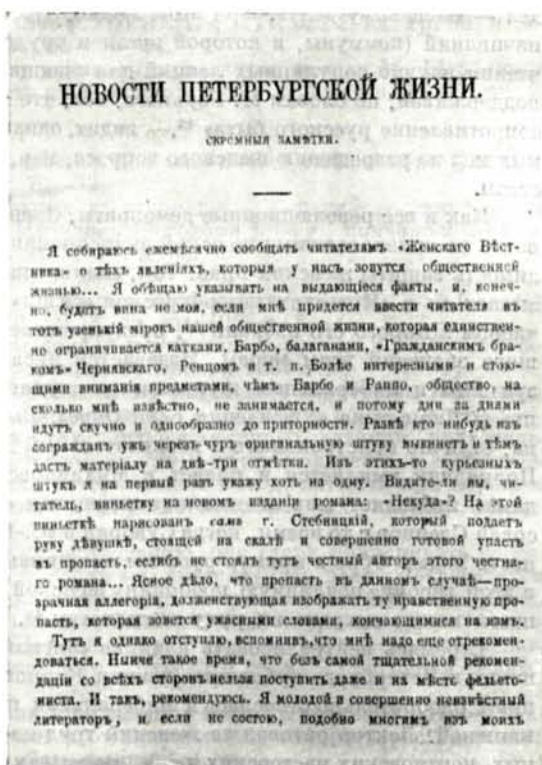 НОВОСТИ ПЕТЕРБУРГСКОЙ ЖИЗНИ.
СКРОМНЫЯ ЗАМѢТКИ.
Я собираюсь ежемѣсячно сообщать читателямъ «Женскаго Вѣст-
ника» о тѣхъ явленіяхъ, которыя у насъ зовутся общественной
жизнью... Я обѣщаю указывать на выдающіеся факты, и, конеч-
но, будетъ вина не моя, если мнѣ придется ввести читателя въ
тотъ узенькій мірокъ нашей общественной жизни, которая единствен-
но ограничивается катками, Барбо, балаганами, «Гражданскимъ бра-
комъ» Чернявскаго, Ренцомъ и т. п. Болѣе интересными и стою-
щими вниманія предметами, чѣмъ Барбо и Раппо, общество, на
сколько мнѣ извѣстно, не занимается, и потому дни за днями
идутъ скучно и однообразно до приторности. Развѣ кто нибудь изъ
согражданъ ужъ черезъ чуръ оригинальную штуку выкинетъ и тѣмъ
дастъ матеріалу на двѣ-три отмѣтки. Изъ этихъ-то курьезныхъ
штукъ я на первый разъ укажу хоть на одну. Видите-ли вы, чи-
татель, виньетку на новомъ изданіи романа: «Некуда»? На этой
виньеткѣ нарисованъ самъ г. Стебницкій, который подаетъ
руку дѣвушкѣ, стоящей на скалѣ и совершенно готовой упасть
въ пропасть, еслибъ не стоялъ тутъ честный авторъ этого честна-
го романа... Ясное дѣло, что пропасть въ данномъ случаѣ—про-
зрачная аллегорія, долженствующая изображать ту нравственную про-
пасть, которая зовется ужасными словами, кончающимися на измъ.
Тутъ я однако отступлю, вспомнивъ, что мнѣ надо еще отрекомен-
доваться. Нынче такое время, что безъ самой тщательной рекомен-
даціи со всѣхъ сторонъ нельзя поступить даже и на мѣсто фельето-
ниста. И такъ, рекомендуюсь. Я молодой и совершенно неизвѣстный
литераторъ, и если не состою, подобно многимъ изъ моихъ